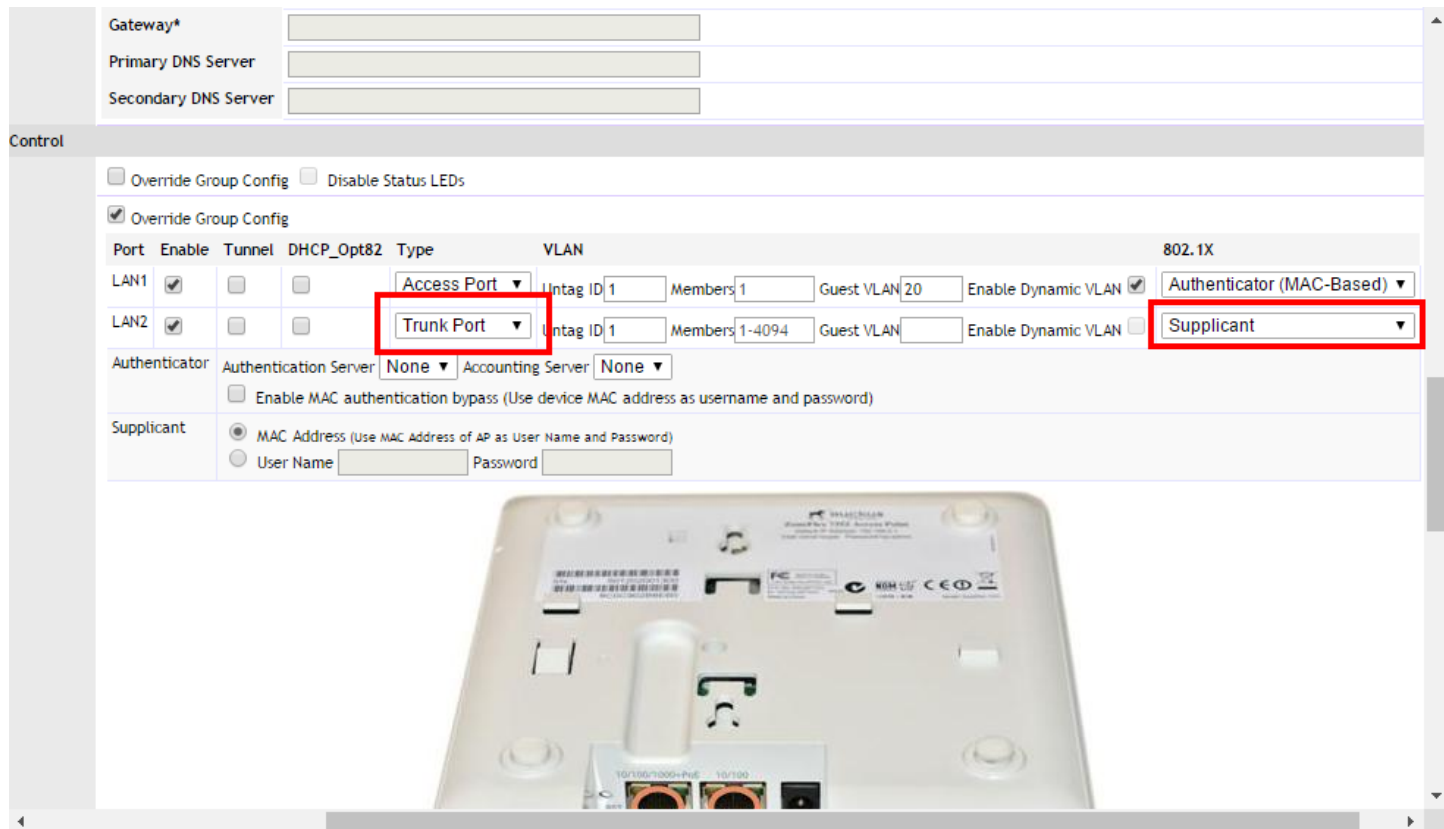 Gateway*
Primary DNS Server
Secondary DNS Server
Control
Override Group Config Disable Status LEDs
Override Group Config
Port Enable Tunnel DHCP_Opt82 Type VLAN 802.1X
LAN1 Access Port Untag ID 1 Members 1 Guest VLAN 20 Enable Dynamic VLAN Authenticator (MAC-Based)
LAN2 Trunk Port Untag ID 1 Members 1-4094 Guest VLAN Enable Dynamic VLAN Supplicant
Authenticator Authentication Server None Accounting Server None
Enable MAC authentication bypass (Use device MAC address as username and password)
Supplicant MAC Address (Use MAC Address of AP as User Name and Password)
User Name Password
10/100/1000+PoE 10/100